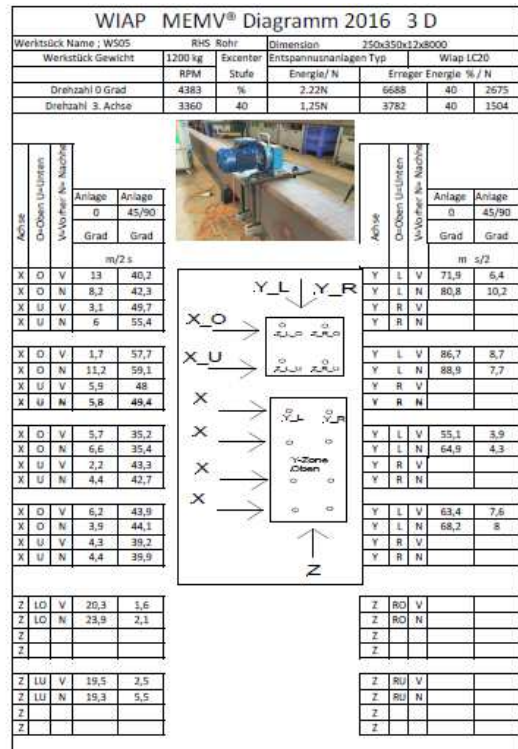 WIAP MEMV® Diagramm 2016 3 D
Werktsück Name ; WS05 RHS Rohr Dimension 250x350x12x8000
Werkstück Gewicht 1200 kg Excenter Entspannusnanlagen Typ Wiap LC20
RPM Stufe Energie/ N Erreger Energie % / N
Drehzahl 0 Grad 4383 % 2.22N 6688 40 2675
Drehzahl 3. Achse 3360 40 1,25N 3782 40 1504
Achse O=Oben U=Unten V=Vorher N= Nachhe Anlage Anlage
0 45/90
Grad Grad
m/2 s
X O V 13 40,2
X O N 8,2 42,3
X U V 3,1 49,7
X U N 6 55,4
X O V 1,7 57,7
X O N 11,2 59,1
X U V 5,9 48
X U N 5,8 49,4
X O V 5,7 35,2
X O N 6,6 35,4
X U V 2,2 43,3
X U N 4,4 42,7
X O V 6,2 43,9
X O N 3,9 44,1
X U V 4,3 39,2
X U N 4,4 39,9
Z LO V 20,3 1,6
Z LO N 23,9 2,1
Z
Z
Z LU V 19,5 2,5
Z LU N 19,3 5,5
Z
Z
Y_L Y_R
X_O
Z_L_O Z_R_O
X_U
Z_L_U Z_R_U
X
Y_L Y_R
X
Y-Zone
Oben
X
X
Z
Achse O=Oben U=Unten V=Vorher N= Nachhe Anlage Anlage
0 45/90
Grad Grad
m s/2
Y L V 71,9 6,4
Y L N 80,8 10,2
Y R V
Y R N
Y L V 86,7 8,7
Y L N 88,9 7,7
Y R V
Y R N
Y L V 55,1 3,9
Y L N 64,9 4,3
Y R V
Y R N
Y L V 63,4 7,6
Y L N 68,2 8
Y R V
Y R N
Z RO V
Z RO N
Z
Z
Z RU V
Z RU N
Z
Z